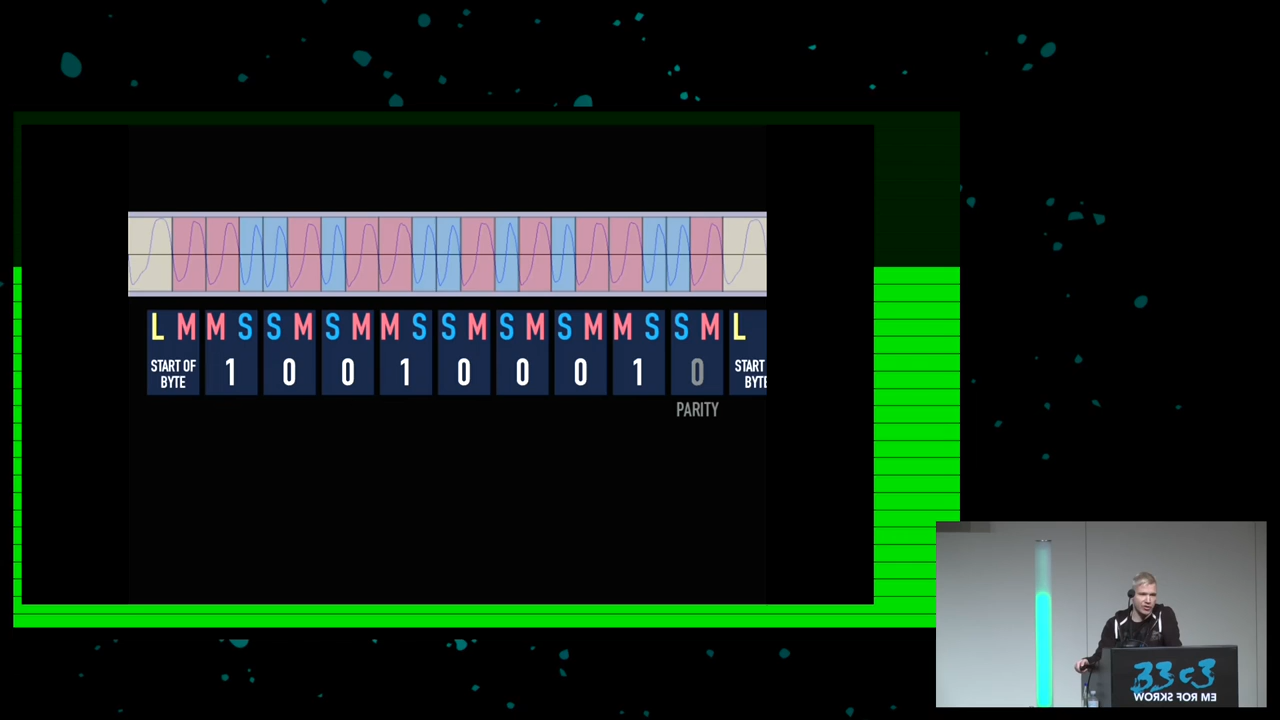 L M M S S M S M M S S M S M S M M S S M L
START OF BYTE 1 0 0 1 0 0 0 1 0 START BYTE
PARITY
33c3
WORKS FOR ME